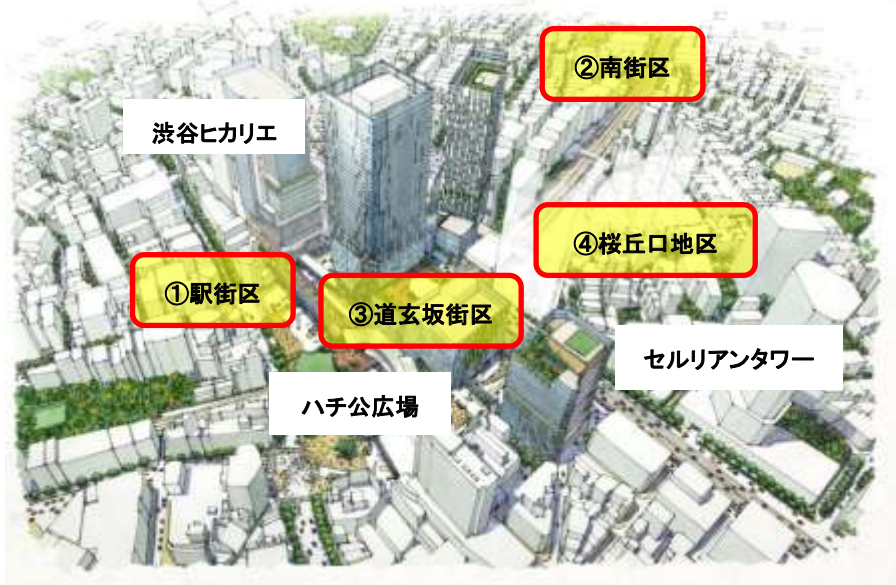 ②南街区
渋谷ヒカリエ
④桜丘口地区
①駅街区
③道玄坂街区
セルリアンタワー
ハチ公広場